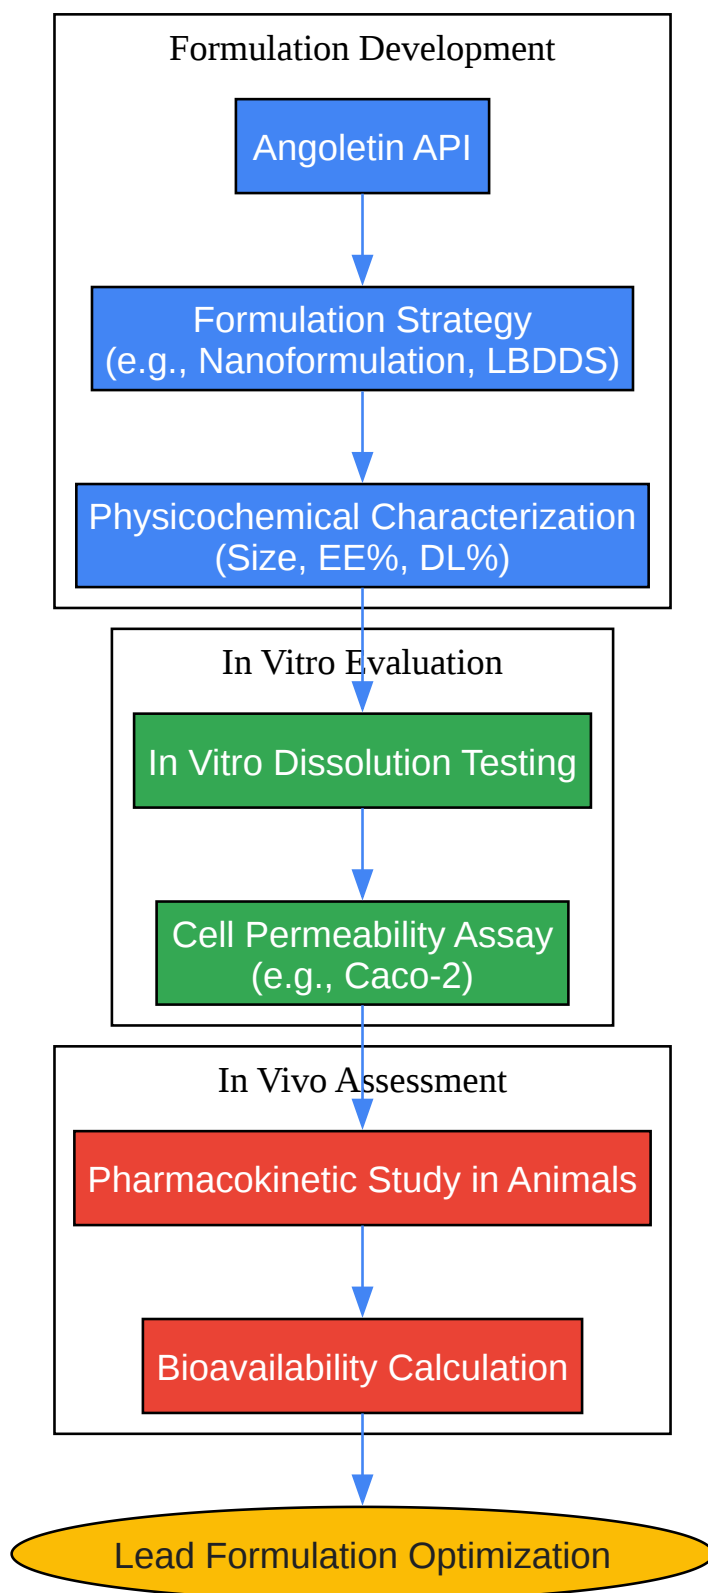 Formulation Development
Angoletin API
Formulation Strategy
(e.g., Nanoformulation, LBDDS)
Physicochemical Characterization
(Size, EE%, DL%)
In Vitro Evaluation
In Vitro Dissolution Testing
Cell Permeability Assay
(e.g., Caco-2)
In Vivo Assessment
Pharmacokinetic Study in Animals
Bioavailability Calculation
Lead Formulation Optimization